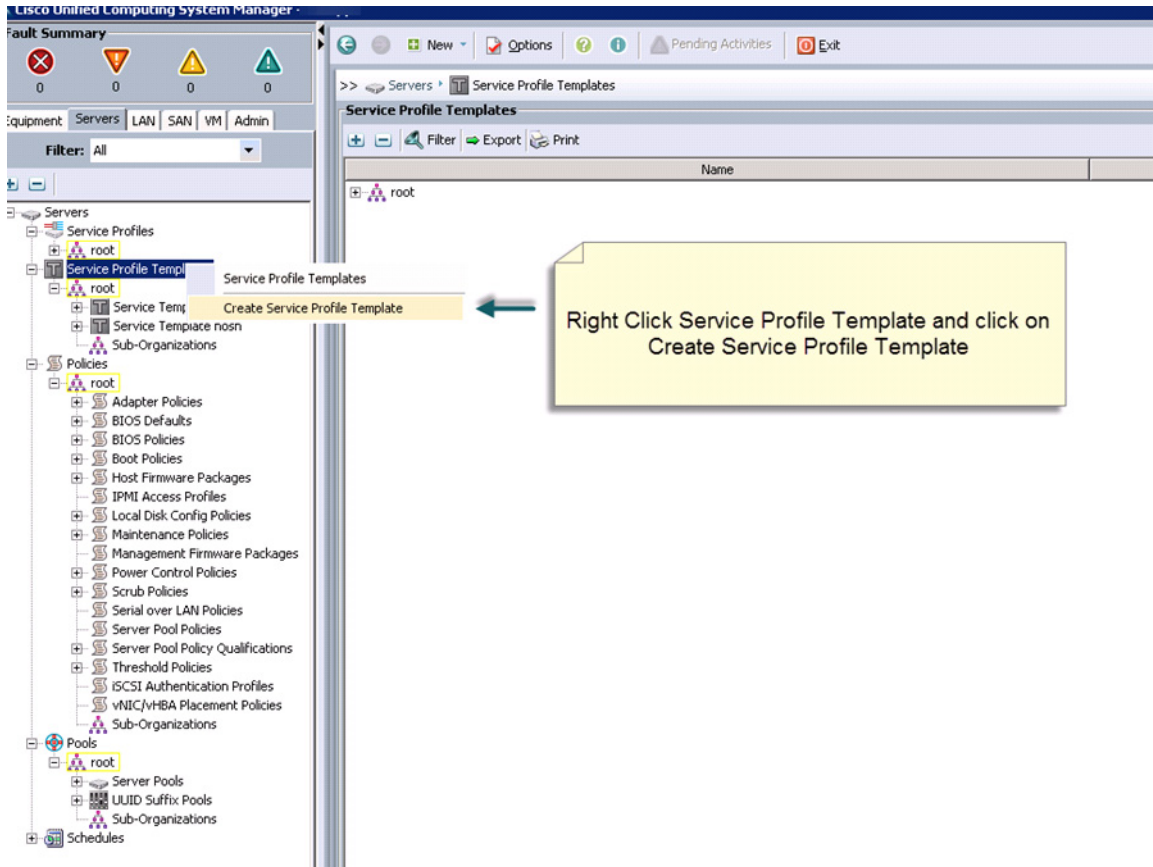 Cisco Unified Computing System Manager -
Fault Summary
0 0 0 0
Equipment Servers LAN SAN VM Admin
Filter: All
Servers
Service Profiles
root
Service Profile Templ
root
Service Temp
Service Template nosn
Sub-Organizations
Policies
root
Adapter Policies
BIOS Defaults
BIOS Policies
Boot Policies
Host Firmware Packages
IPMI Access Profiles
Local Disk Config Policies
Maintenance Policies
Management Firmware Packages
Power Control Policies
Scrub Policies
Serial over LAN Policies
Server Pool Policies
Server Pool Policy Qualifications
Threshold Policies
iSCSI Authentication Profiles
vNIC/vHBA Placement Policies
Sub-Organizations
Pools
root
Server Pools
UUID Suffix Pools
Sub-Organizations
Schedules
Service Profile Templates
Create Service Profile Template
New Options Pending Activities Exit
>> Servers Service Profile Templates
Service Profile Templates
Filter Export Print
Name
root
Right Click Service Profile Template and click on
Create Service Profile Template